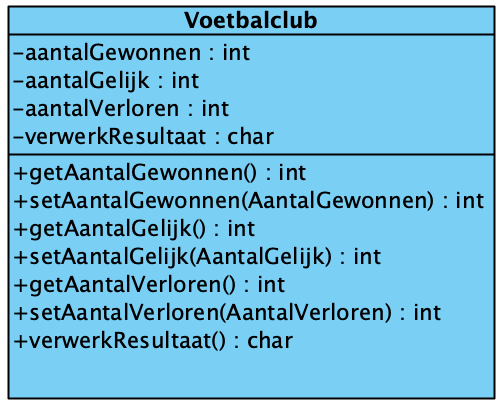 Voetbalclub
-aantalGewonnen : int
-aantalGelijk : int
-aantalVerloren : int
-verwerkResultaat : char
+getAantalGewonnen() : int
+setAantalGewonnen(AantalGewonnen) : int
+getAantalGelijk() : int
+setAantalGelijk(AantalGelijk) : int
+getAantalVerloren() : int
+setAantalVerloren(AantalVerloren) : int
+verwerkResultaat() : char